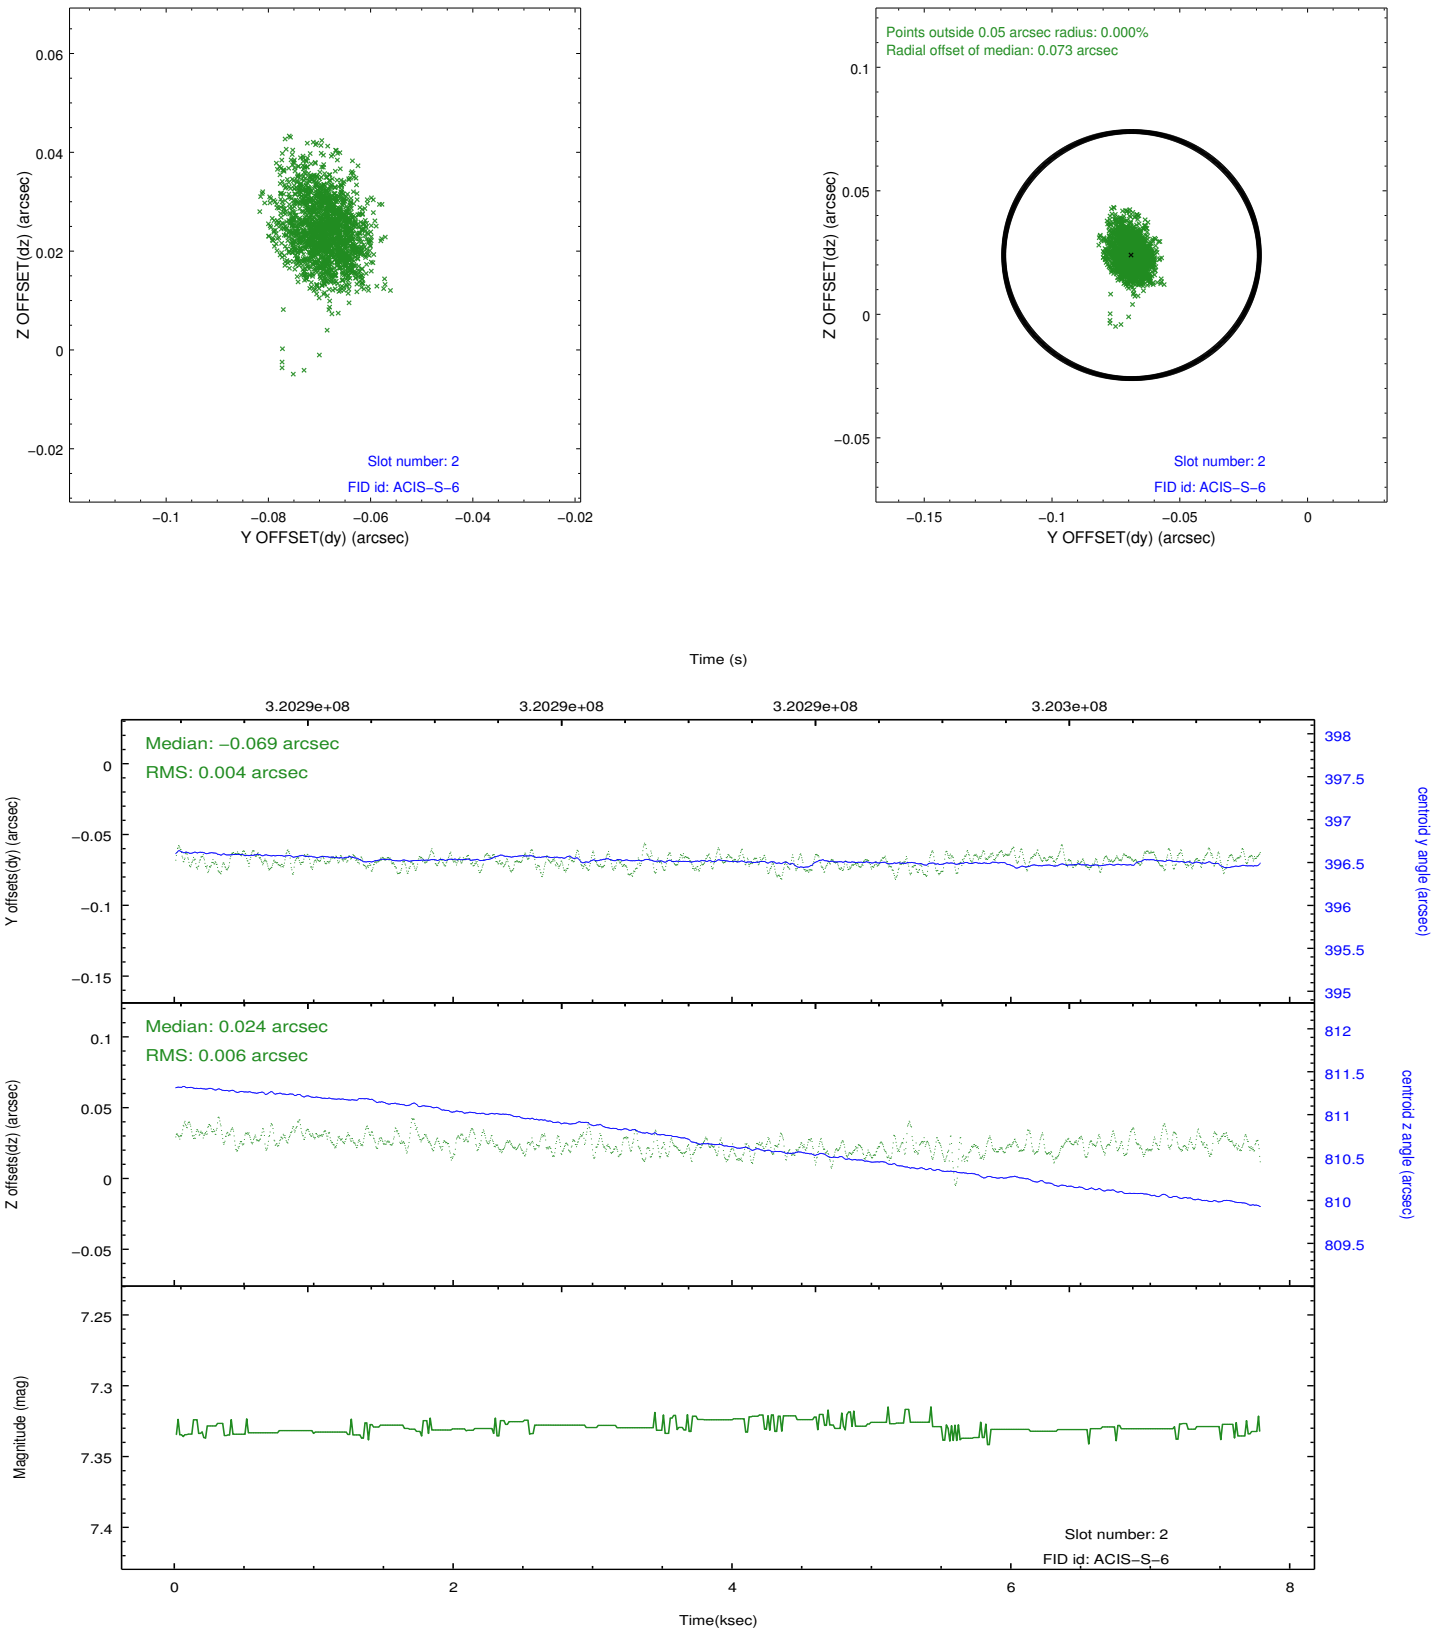 0.06
0.04
0.02
0
−0.02
Z OFFSET(dz) (arcsec)
Slot number: 2
FID id: ACIS−S−6
−0.1
−0.08
−0.06
−0.04
−0.02
Y OFFSET(dy) (arcsec)
Points outside 0.05 arcsec radius: 0.000%
Radial offset of median: 0.073 arcsec
0.1
0.05
0
−0.05
Z OFFSET(dz) (arcsec)
Slot number: 2
FID id: ACIS−S−6
−0.15
−0.1
−0.05
0
Y OFFSET(dy) (arcsec)
Time (s)
3.2029e+08
3.2029e+08
3.2029e+08
3.203e+08
Median: −0.069 arcsec
RMS: 0.004 arcsec
0
−0.05
−0.1
−0.15
Y offsets(dy) (arcsec)
398
397.5
397
396.5
396
395.5
395
centroid y angle (arcsec)
Median: 0.024 arcsec
RMS: 0.006 arcsec
0.1
0.05
0
−0.05
Z offsets(dz) (arcsec)
812
811.5
811
810.5
810
809.5
centroid z angle (arcsec)
7.25
7.3
7.35
7.4
Magnitude (mag)
Slot number: 2
FID id: ACIS−S−6
0
2
4
6
8
Time(ksec)